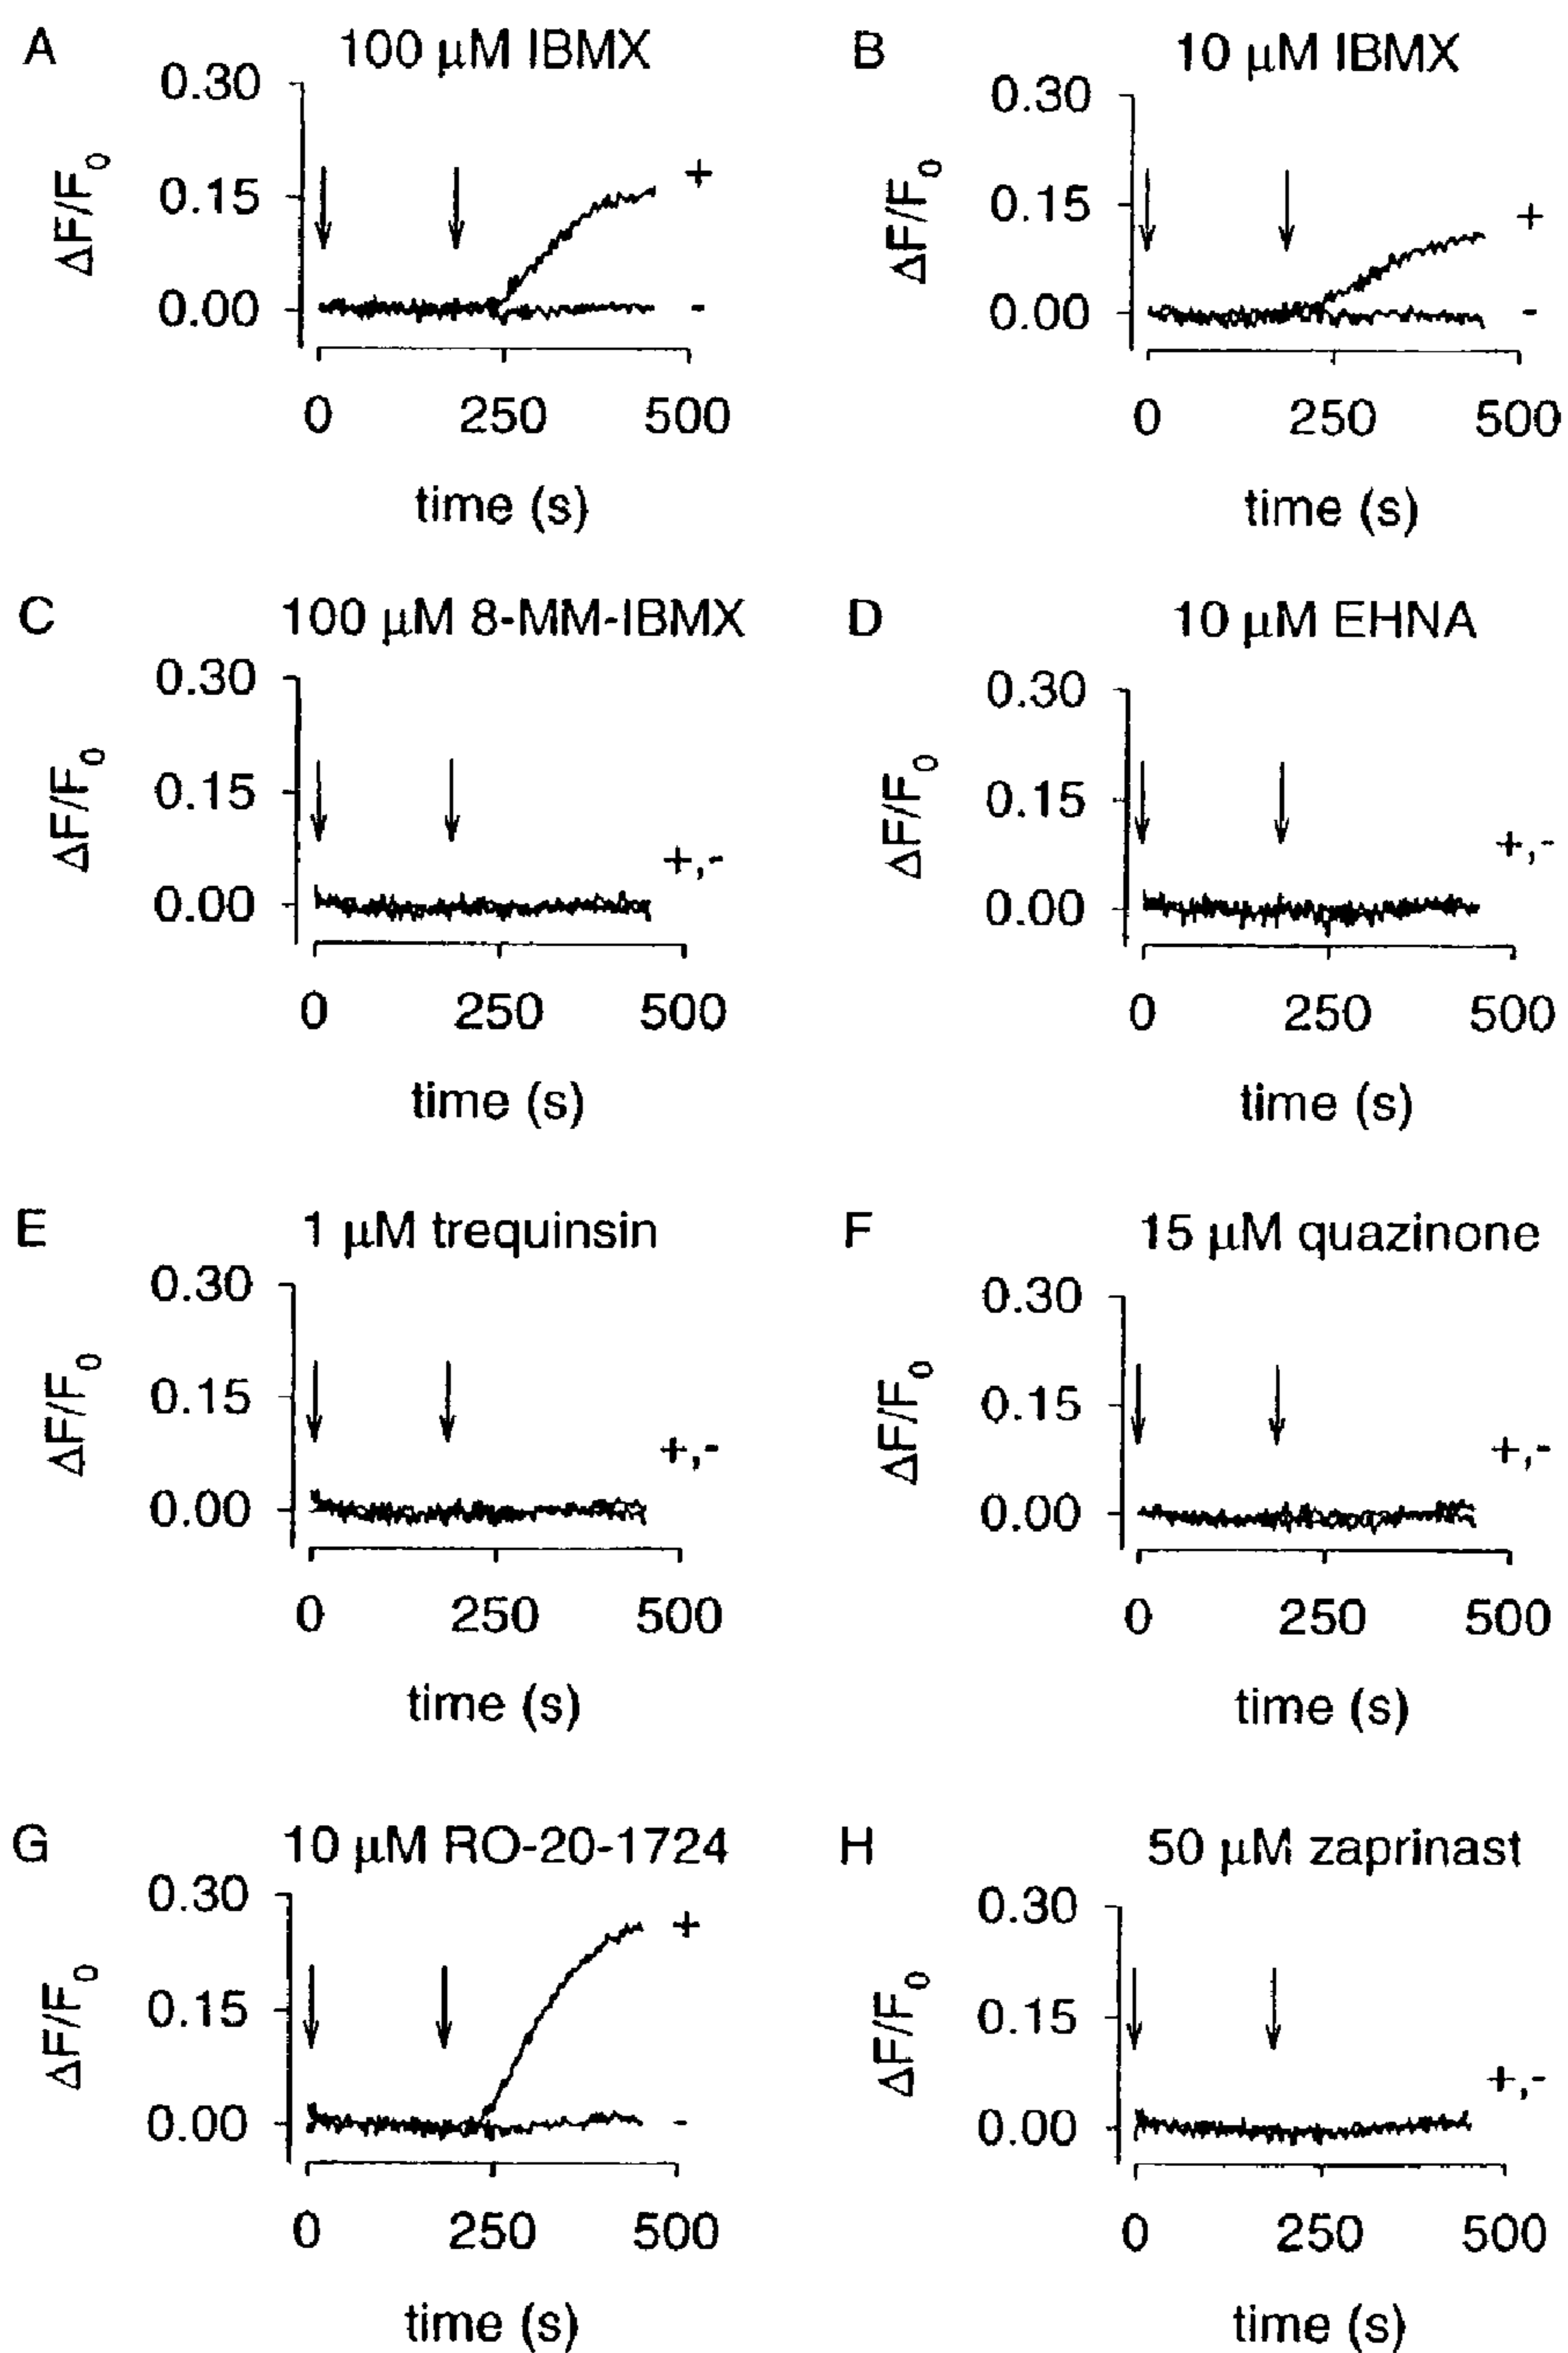 A
100 μM IBMX
0.30
0.15
0.00
ΔF/F0
+
-
0 250 500
time (s)
B
10 μM IBMX
0.30
0.15
0.00
ΔF/F0
+
-
0 250 500
time (s)
C
100 μM 8-MM-IBMX
0.30
0.15
0.00
ΔF/F0
+,-
0 250 500
time (s)
D
10 μM EHNA
0.30
0.15
0.00
ΔF/F0
+,-
0 250 500
time (s)
E
1 μM trequinsin
0.30
0.15
0.00
ΔF/F0
+,-
0 250 500
time (s)
F
15 μM quazinone
0.30
0.15
0.00
ΔF/F0
+,-
0 250 500
time (s)
G
10 μM RO-20-1724
0.30
0.15
0.00
ΔF/F0
+
-
0 250 500
time (s)
H
50 μM zaprinast
0.30
0.15
0.00
ΔF/F0
+,-
0 250 500
time (s)